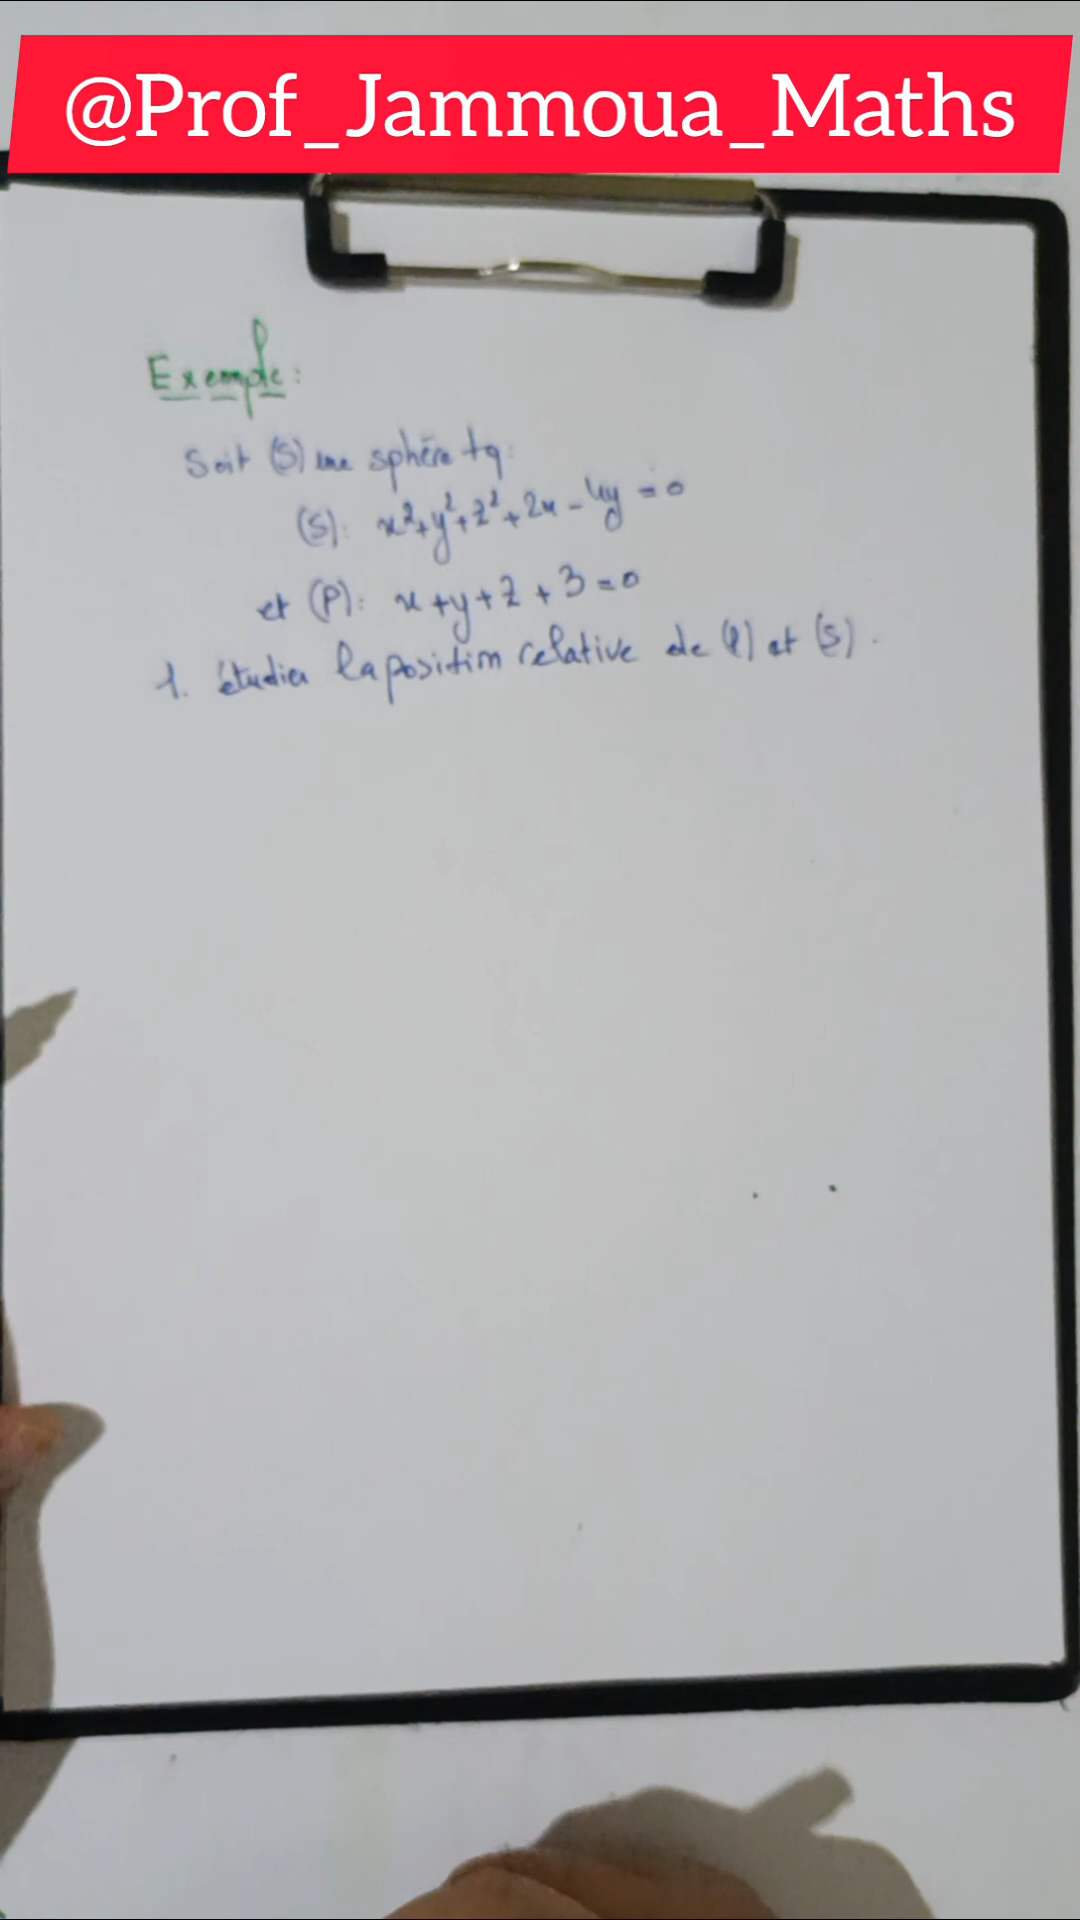 @Prof_Jammoua_Maths
Exemple:
Soit (S) une sphère tq:
(S): x²+y²+z²+2x-4y=0
et (P): x+y+z+3=0
1. étudier la position relative de (P) et (S).